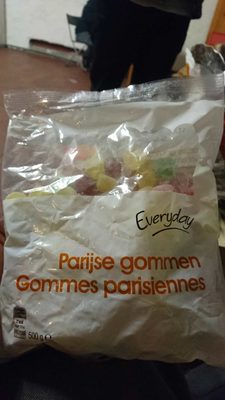 Everyday
Parijse gommen
Gommes parisiennes
500 g e